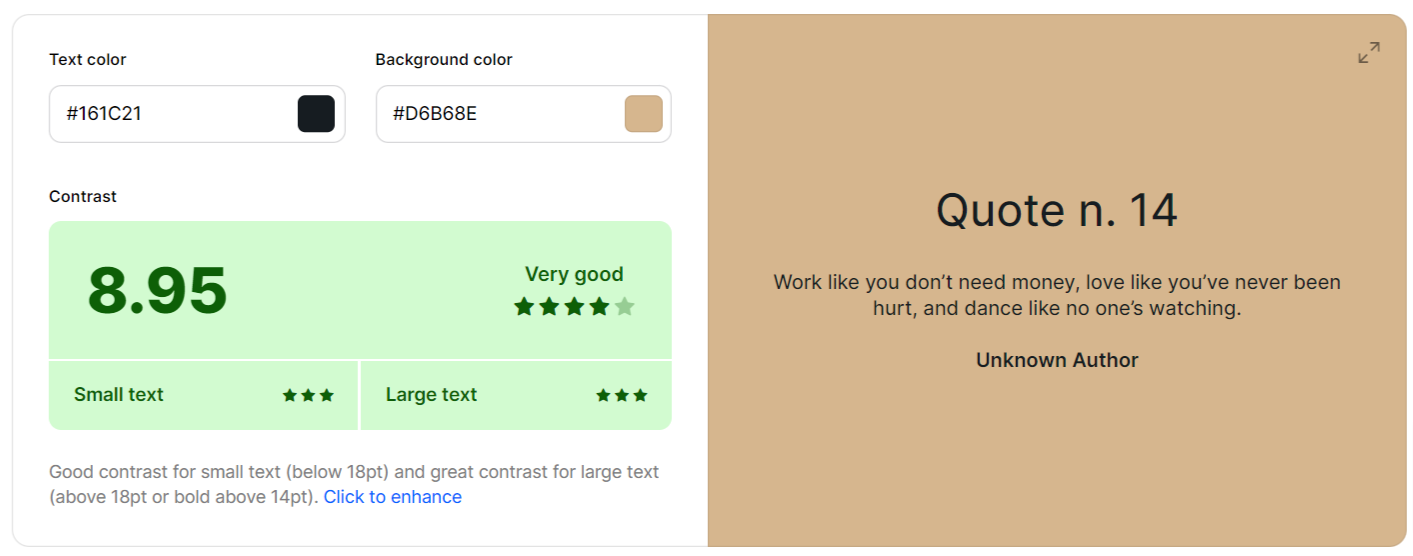 Text color
Background color
#161C21
#D6B68E
Contrast
8.95
Very good
Small text
Large text
Good contrast for small text (below 18pt) and great contrast for large text
(above 18pt or bold above 14pt). Click to enhance
Quote n. 14
Work like you don’t need money, love like you’ve never been
hurt, and dance like no one’s watching.
Unknown Author